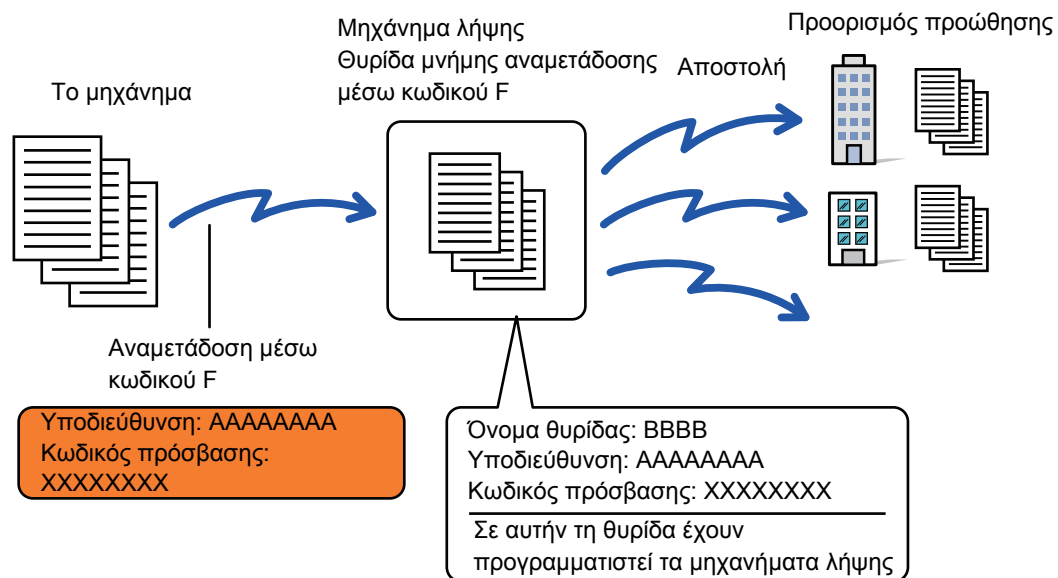 Το μηχάνημα
Μηχάνημα λήψης
Θυρίδα μνήμης αναμετάδοσης
μέσω κωδικού F
Αποστολή
Προορισμός προώθησης
Αναμετάδοση μέσω
κωδικού F
Υποδιεύθυνση: AAAAAAAA
Κωδικός πρόσβασης:
XXXXXXXX
Όνομα θυρίδας: BBBB
Υποδιεύθυνση: AAAAAAAA
Κωδικός πρόσβασης: XXXXXXXX
Σε αυτήν τη θυρίδα έχουν
προγραμματιστεί τα μηχανήματα λήψης